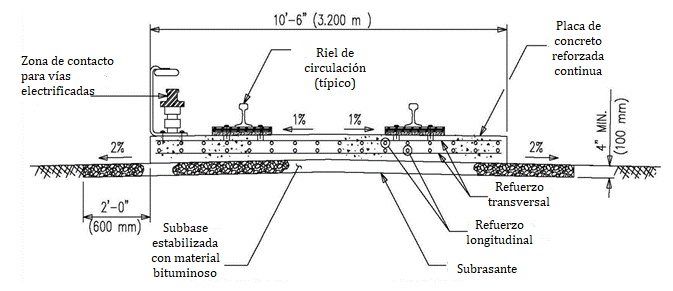 10'-6" (3.200 m )
Zona de contacto
para vías
electrificadas
Riel de
circulación
(típico)
Placa de
concreto
reforzada
continua
1%
1%
2%
2%
4" MIN.
(100 mm)
2'-0"
(600 mm)
Subbase
estabilizada
con material
bituminoso
Refuerzo
transversal
Refuerzo
longitudinal
Subrasante